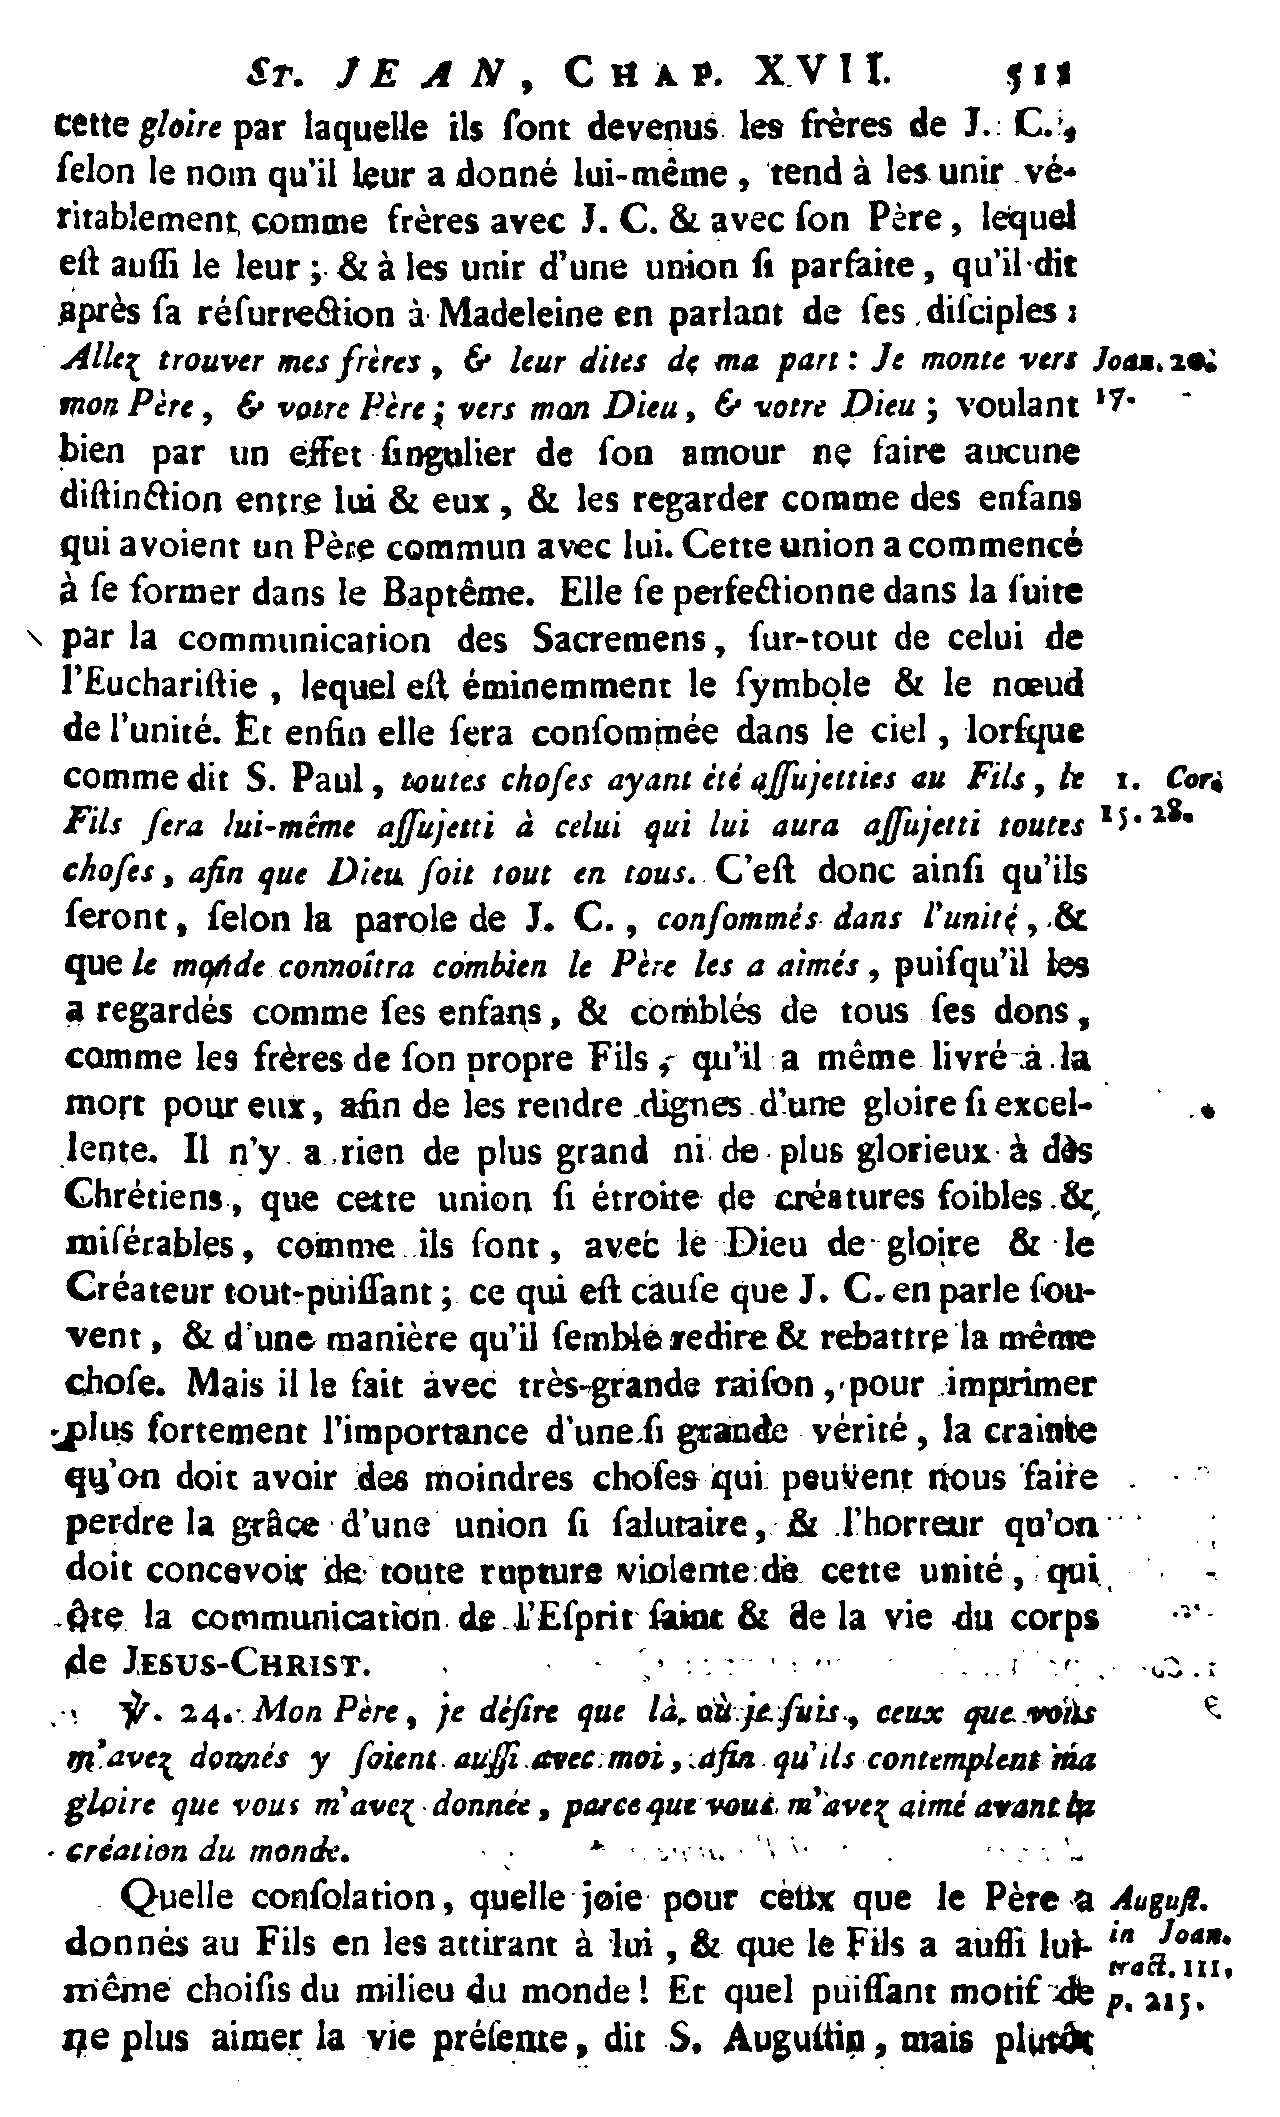 St. JEAN, CHAP. XVII. 511
cette gloire par laquelle ils ſont devenus les frères de J. C.,
ſelon le nom qu'il leur a donné lui-même, tend à les unir vé-
ritablement comme frères avec J. C. & avec ſon Père, lequel
eſt auſſi le leur; & à les unir d'une union ſi parfaite, qu'il dit
après ſa réſurrection à Madeleine en parlant de ſes diſciples:
Allez trouver mes frères, & leur dites de ma part: Je monte vers Joan. 20.
mon Père, & votre Père; vers mon Dieu, & votre Dieu; voulant 17.
bien par un effet ſingulier de ſon amour ne faire aucune
diſtinction entre lui & eux, & les regarder comme des enfans
qui avoient un Père commun avec lui. Cette union a commencé
à ſe former dans le Baptême. Elle ſe perfectionne dans la ſuite
par la communication des Sacremens, ſur-tout de celui de
l'Euchariſtie, lequel eſt éminemment le ſymbole & le nœud
de l'unité. Et enfin elle ſera conſommée dans le ciel, lorſque
comme dit S. Paul, toutes choſes ayant été aſſujetties au Fils, le 1. Cor.
Fils ſera lui-même aſſujetti à celui qui lui aura aſſujetti toutes 15. 28.
choſes, afin que Dieu ſoit tout en tous. C'eſt donc ainſi qu'ils
ſeront, ſelon la parole de J. C., conſommés dans l'unité, &
que le monde connoîtra combien le Père les a aimés, puiſqu'il les
a regardés comme ſes enfans, & comblés de tous ſes dons,
comme les frères de ſon propre Fils, qu'il a même livré à la
mort pour eux, afin de les rendre dignes d'une gloire ſi excel-
lente. Il n'y a rien de plus grand ni de plus glorieux à des
Chrétiens, que cette union ſi étroite de créatures foibles &
miſérables, comme ils ſont, avec le Dieu de gloire & le
Créateur tout-puiſſant; ce qui eſt cauſe que J. C. en parle ſou-
vent, & d'une manière qu'il ſemble redire & rebattre la même
choſe. Mais il le fait avec très-grande raiſon, pour imprimer
plus fortement l'importance d'une ſi grande vérité, la crainte
qu'on doit avoir des moindres choſes qui peuvent nous faire
perdre la grâce d'une union ſi ſalutaire, & l'horreur qu'on
doit concevoir de toute rupture violente de cette unité, qui
ôte la communication de l'Eſprit ſaint & de la vie du corps
de JESUS-CHRIST.
℣. 24. Mon Père, je déſire que là où je ſuis, ceux que vous
m'avez donnés y ſoient auſſi avec moi, afin qu'ils contemplent ma
gloire que vous m'avez donnée, parce que vous m'avez aimé avant la
création du monde.
Quelle conſolation, quelle joie pour ceux que le Père a Auguſt.
donnés au Fils en les attirant à lui, & que le Fils a auſſi lui- in Joan.
même choiſis du milieu du monde! Et quel puiſſant motif de tract. III,
p. 215.
ne plus aimer la vie préſente, dit S. Auguſtin, mais plutôt